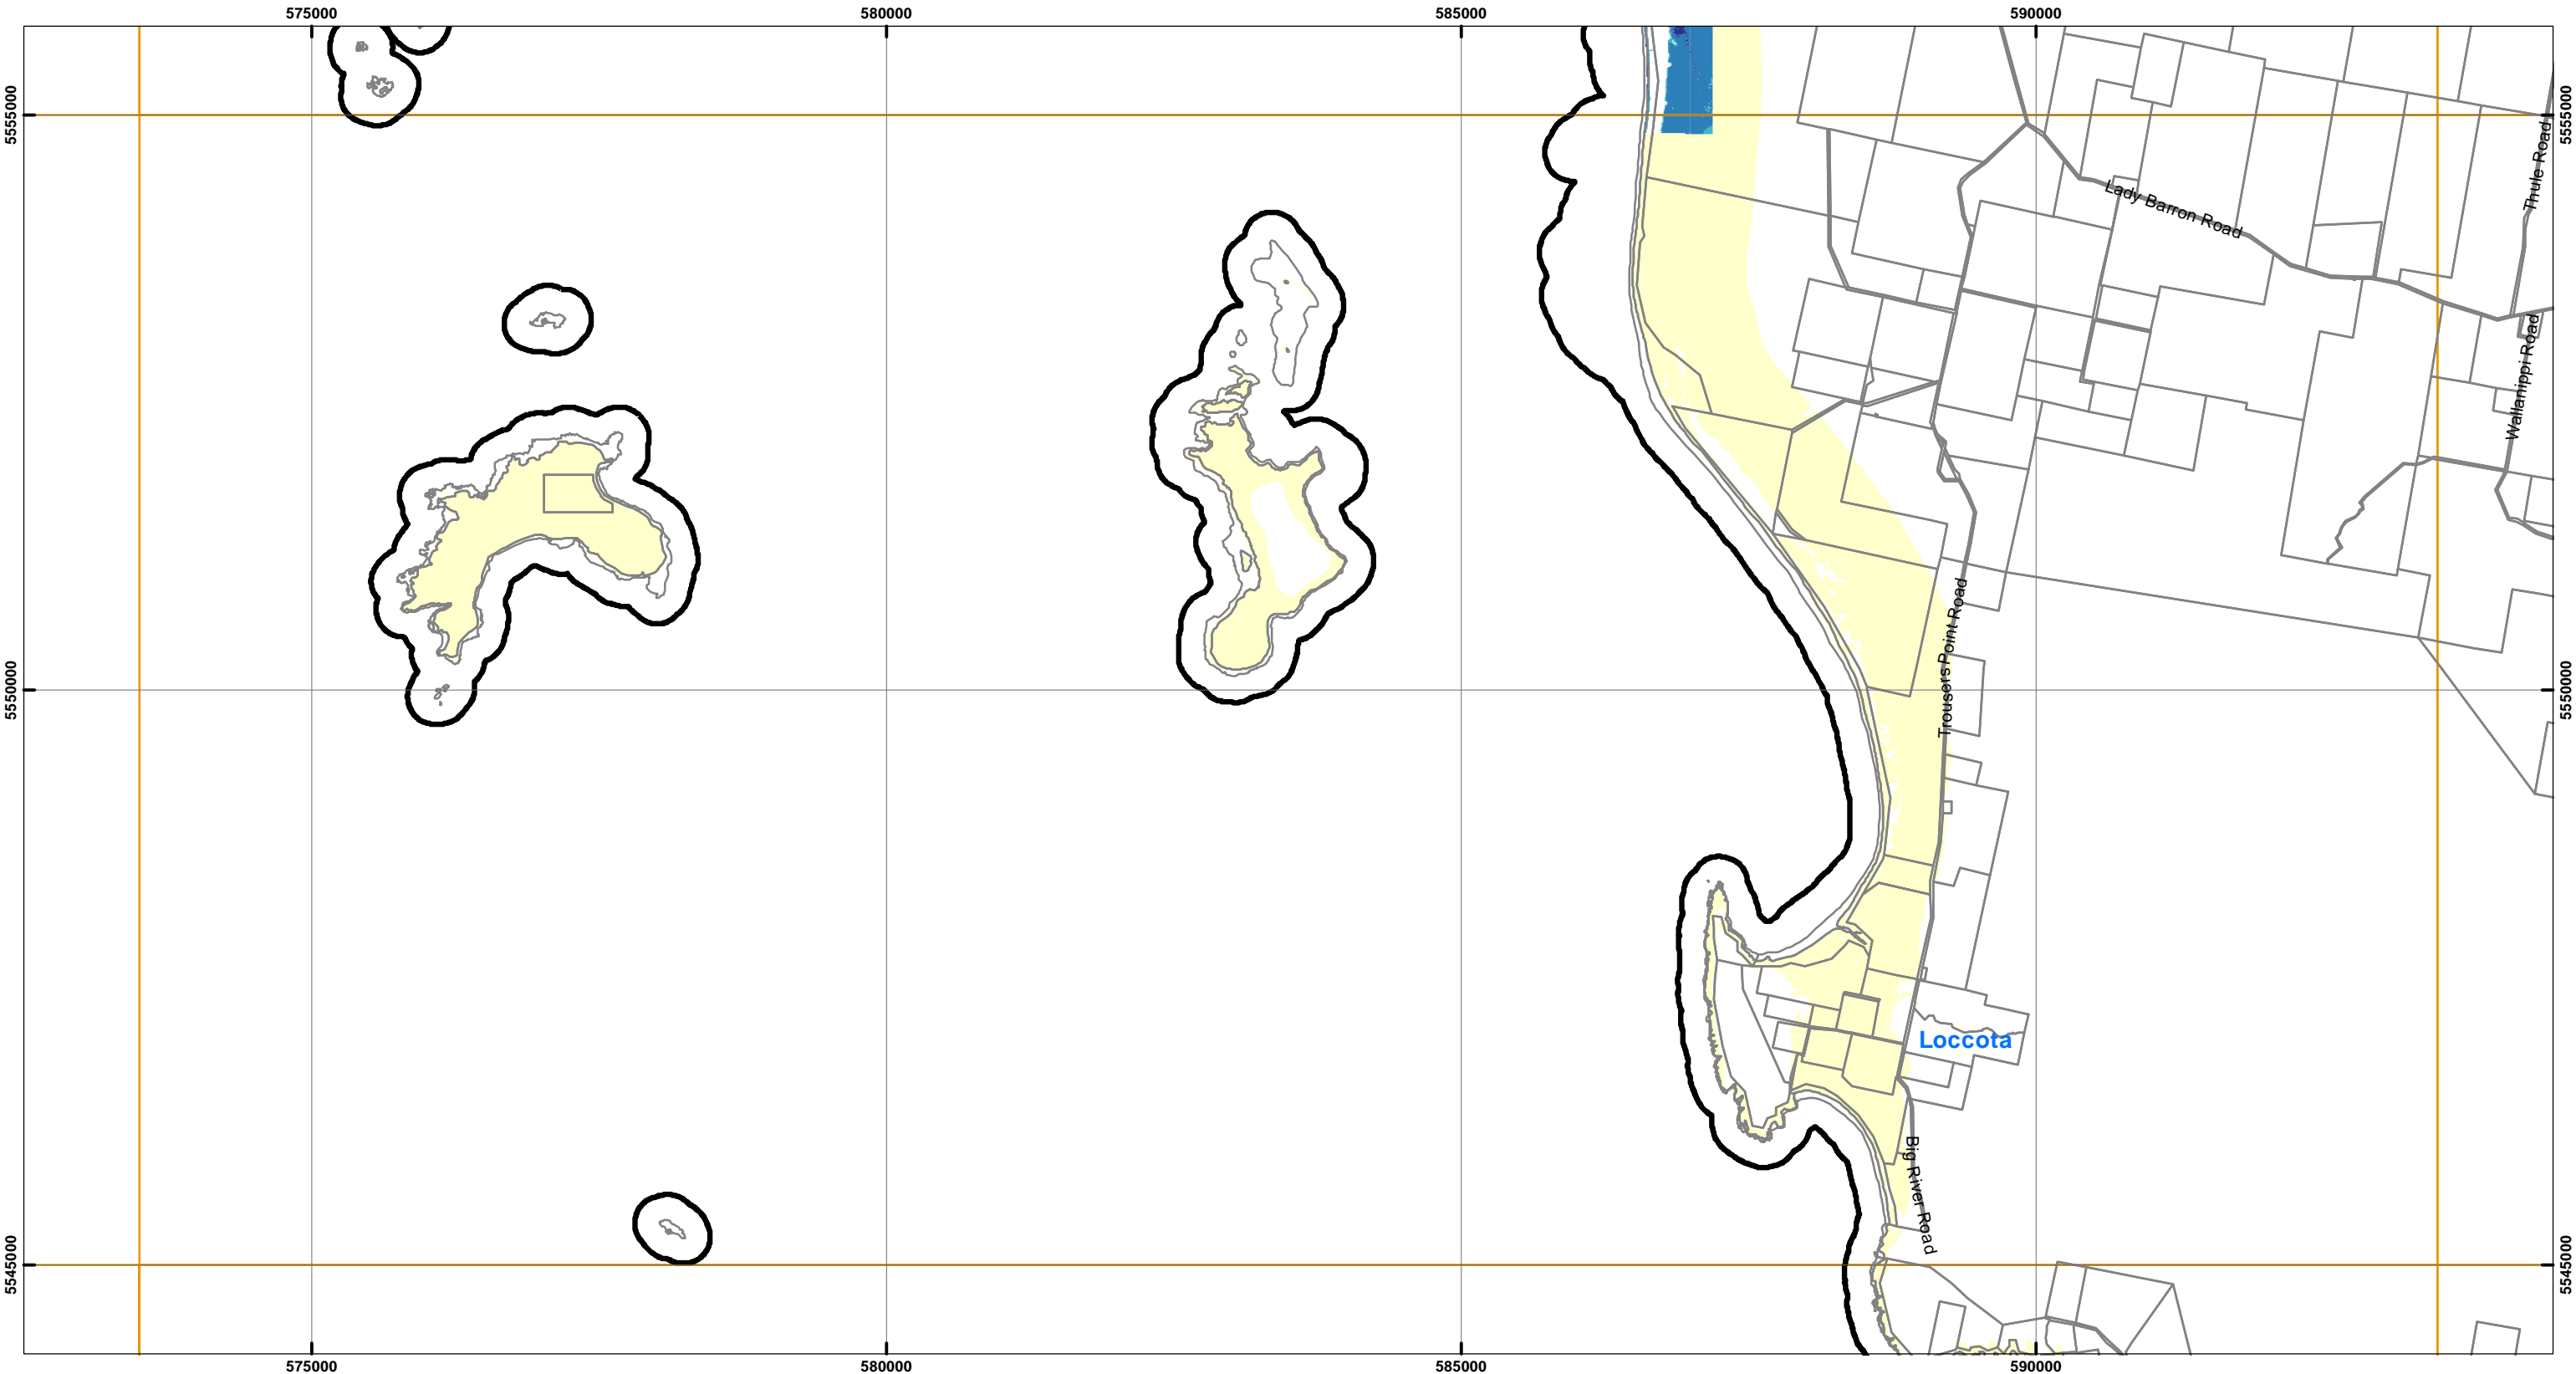 575000 580000 585000 590000
5555000 5555000
Thule Road
Lady Barron Road
Wallanippi Road
Trousers Point Road
5550000 5550000
Loccota
Big River Road
5545000 5545000
575000 580000 585000 590000